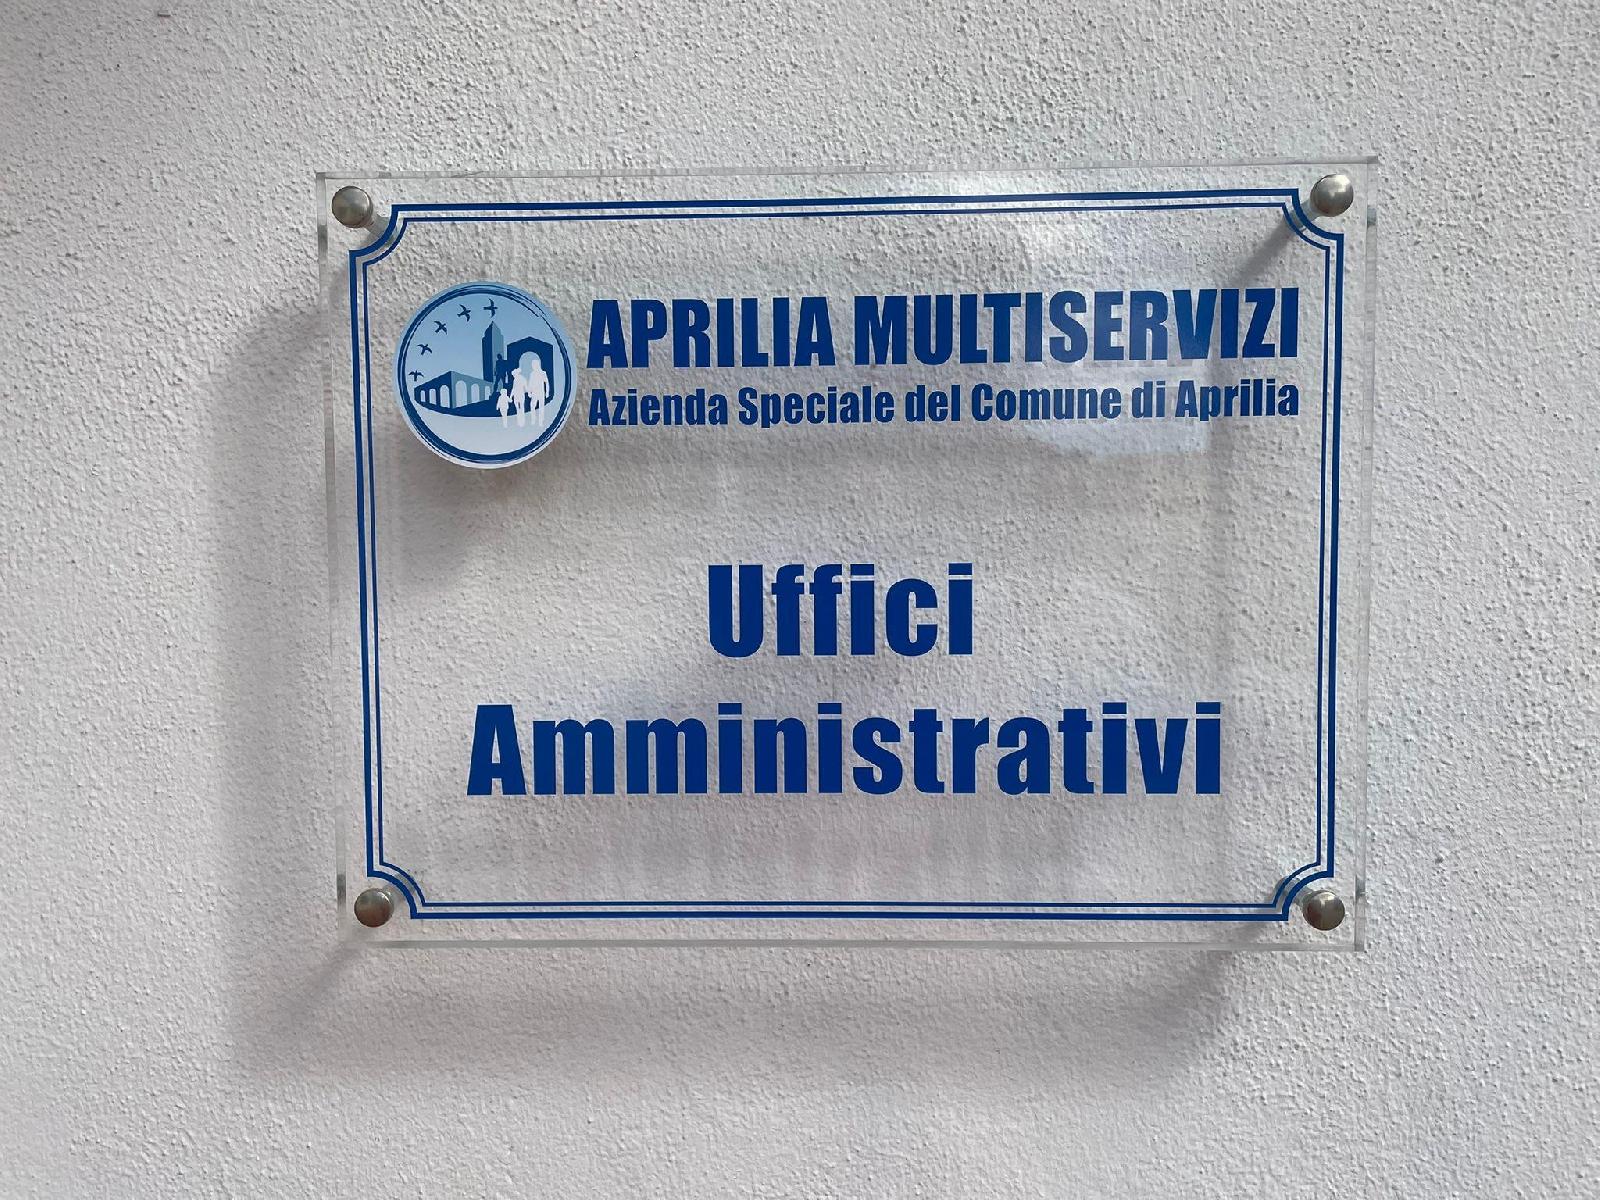 APRILIA MULTISERVIZI
Azienda Speciale del Comune di Aprilia
Uffici
Amministrativi